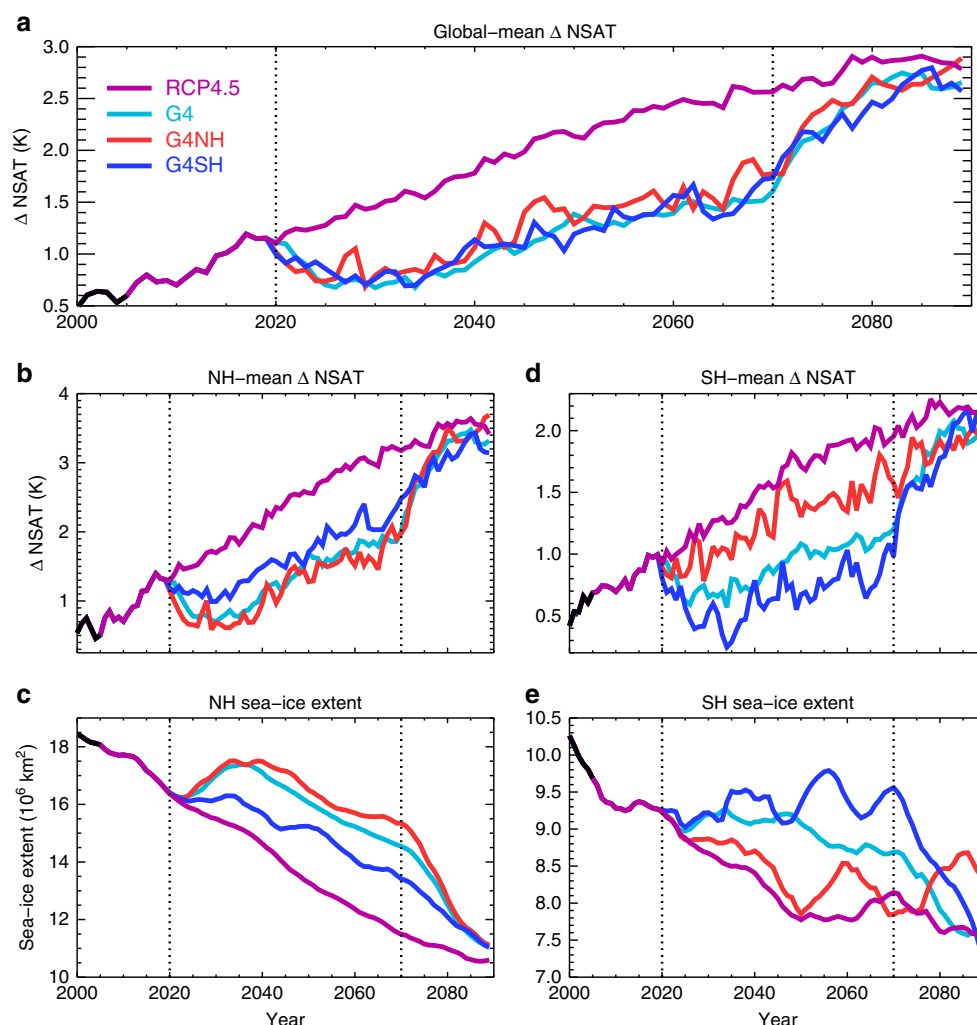 a
Global-mean Δ NSAT
3.0
2.5
2.0
1.5
1.0
0.5
Δ NSAT (K)
RCP4.5
G4
G4NH
G4SH
2000 2020 2040 2060 2080
b
NH-mean Δ NSAT
4
3
2
1
Δ NSAT (K)
d
SH-mean Δ NSAT
2.0
1.5
1.0
0.5
c
NH sea-ice extent
18
16
14
12
10
Sea-ice extent (10⁶ km²)
2000 2020 2040 2060 2080
Year
e
SH sea-ice extent
10.5
10.0
9.5
9.0
8.5
8.0
7.5
7.0
2000 2020 2040 2060 2080
Year